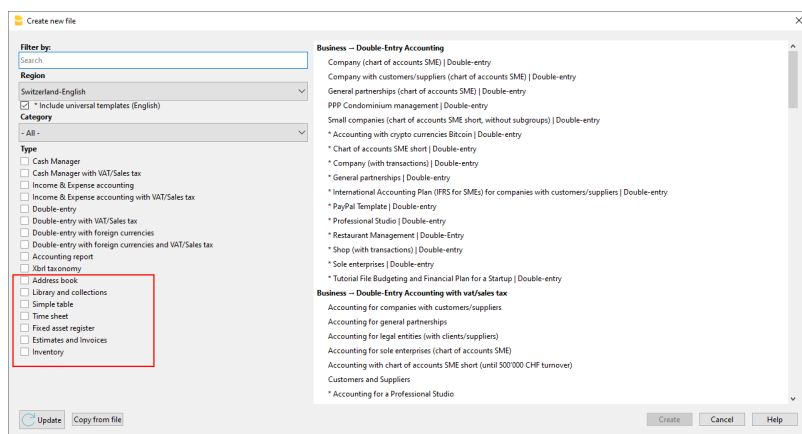 Create new file
Filter by:
Search
Region
Switzerland-English
* Include universal templates (English)
Category
- All -
Type
Cash Manager
Cash Manager with VAT/Sales tax
Income & Expense accounting
Income & Expense accounting with VAT/Sales tax
Double-entry
Double-entry with VAT/Sales tax
Double-entry with foreign currencies
Double-entry with foreign currencies and VAT/Sales tax
Accounting report
Xbrl taxonomy
Address book
Library and collections
Simple table
Time sheet
Fixed asset register
Estimates and Invoices
Inventory
Business -- Double-Entry Accounting
Company (chart of accounts SME) | Double-entry
Company with customers/suppliers (chart of accounts SME) | Double-entry
General partnerships (chart of accounts SME) | Double-entry
PPP Condominium management | Double-entry
Small companies (chart of accounts SME short, without subgroups) | Double-entry
* Accounting with crypto currencies Bitcoin | Double-entry
* Chart of accounts SME short | Double-entry
* Company (with transactions) | Double-entry
* General partnerships | Double-entry
* International Accounting Plan (IFRS for SMEs) for companies with customers/suppliers | Double-entry
* PayPal Template | Double-entry
* Professional Studio | Double-entry
* Restaurant Management | Double-entry
* Shop (with transactions) | Double-entry
* Sole enterprises | Double-entry
* Tutorial File Budgeting and Financial Plan for a Startup | Double-entry
Business -- Double-Entry Accounting with vat/sales tax
Accounting for companies with customers/suppliers
Accounting for general partnerships
Accounting for legal entities (with clients/suppliers)
Accounting for sole enterprises (chart of accounts SME)
Accounting with chart of accounts SME short (until 500'000 CHF turnover)
Customers and Suppliers
* Accounting for a Professional Studio
Update
Copy from file
Create
Cancel
Help